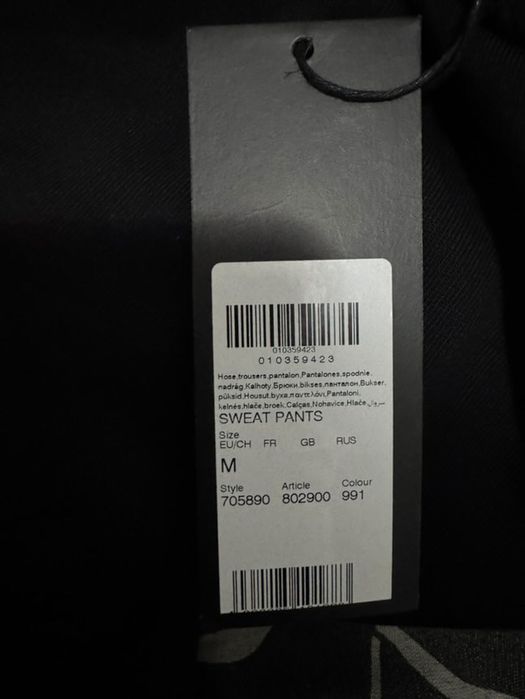 010359423
010359423
Hose,trousers,pantalon,Pantalones,spodnie,
nadrág,Kalhoty,Брюки,bikses,панталон,Bukser,
püksid,Housut,byxa,παντελόνι,Pantaloni,
kelnės,hlače,broek,Calças,Nohavice,Hlače,سروال
SWEAT PANTS
Size
EU/CH FR GB RUS
M
Style Article Colour
705890 802900 991